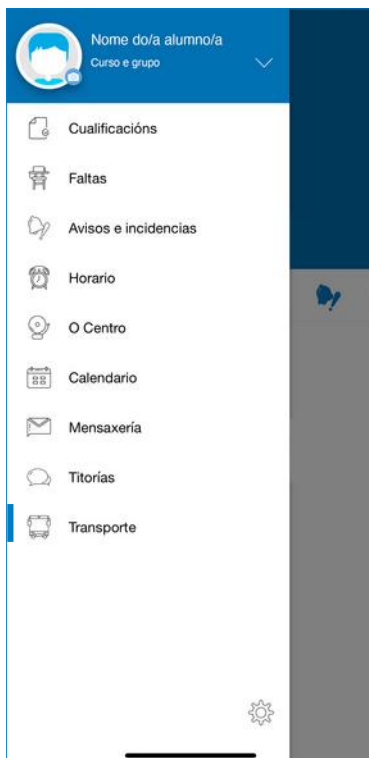 Nome do/a alumno/a
Curso e grupo
Cualificacións
Faltas
Avisos e incidencias
Horario
O Centro
Calendario
Mensaxería
Titorías
Transporte